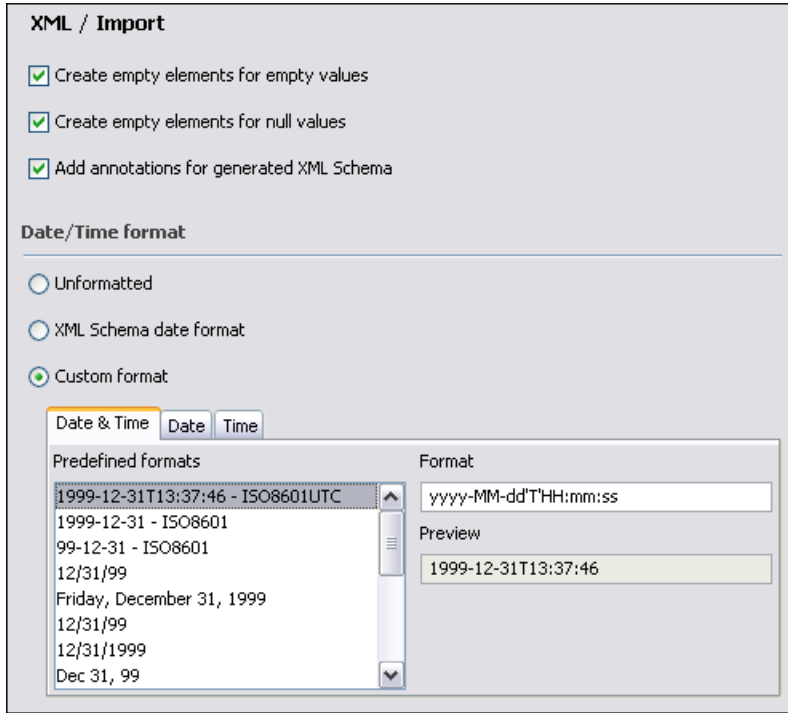 XML / Import
Create empty elements for empty values
Create empty elements for null values
Add annotations for generated XML Schema
Date/Time format
Unformatted
XML Schema date format
Custom format
Date & Time Date Time
Predefined formats
1999-12-31T13:37:46 - ISO8601UTC
1999-12-31 - ISO8601
99-12-31 - ISO8601
12/31/99
Friday, December 31, 1999
12/31/99
12/31/1999
Dec 31, 99
Format
yyyy-MM-dd'T'HH:mm:ss
Preview
1999-12-31T13:37:46